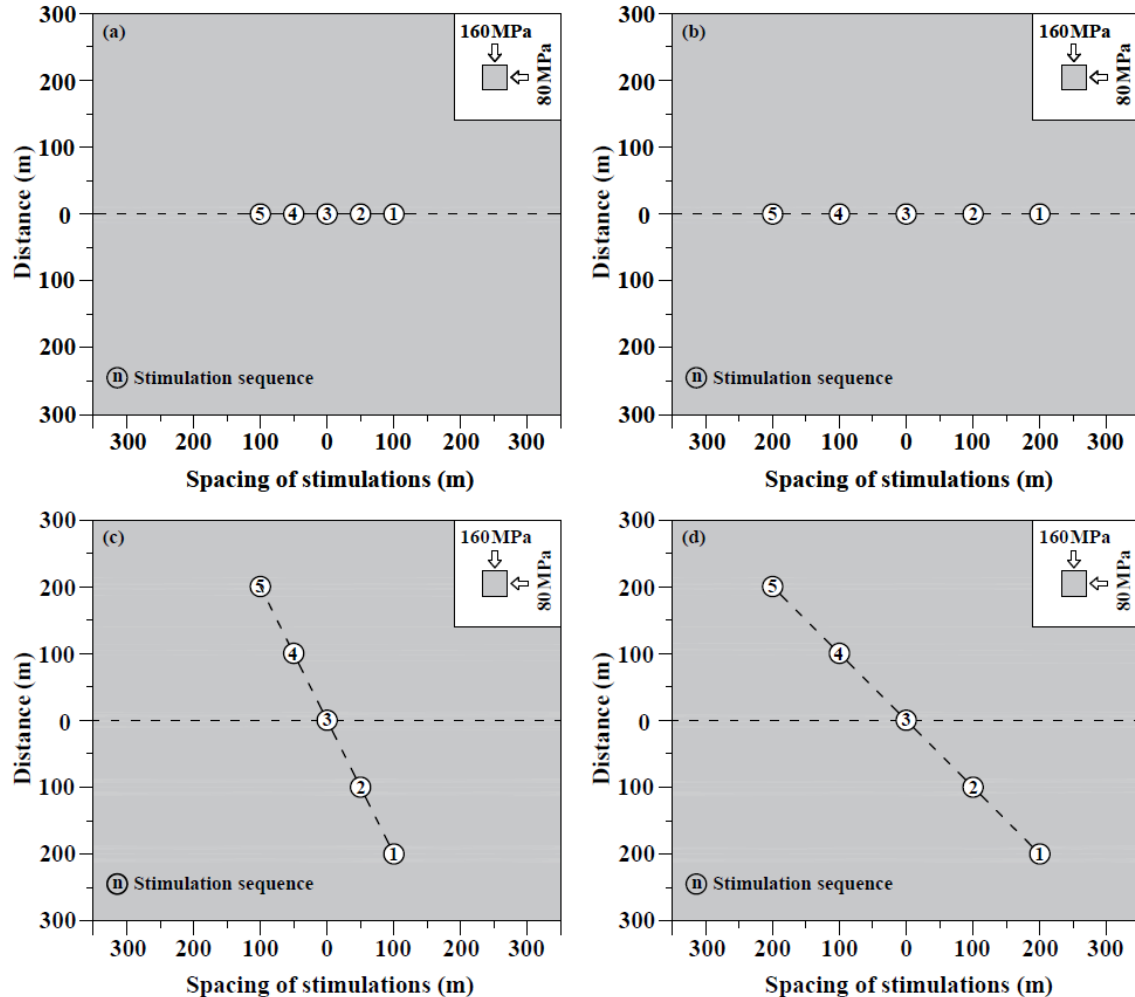 (a)
160MPa
80MPa
300
200
100
0
100
200
300
Distance (m)
5 4 3 2 1
n Stimulation sequence
300 200 100 0 100 200 300
Spacing of stimulations (m)
(b)
160MPa
80MPa
300
200
100
0
100
200
300
Distance (m)
5 4 3 2 1
n Stimulation sequence
300 200 100 0 100 200 300
Spacing of stimulations (m)
(c)
160MPa
80MPa
300
200
100
0
100
200
300
Distance (m)
5
4
3
2
1
n Stimulation sequence
300 200 100 0 100 200 300
Spacing of stimulations (m)
(d)
160MPa
80MPa
300
200
100
0
100
200
300
Distance (m)
5
4
3
2
1
n Stimulation sequence
300 200 100 0 100 200 300
Spacing of stimulations (m)